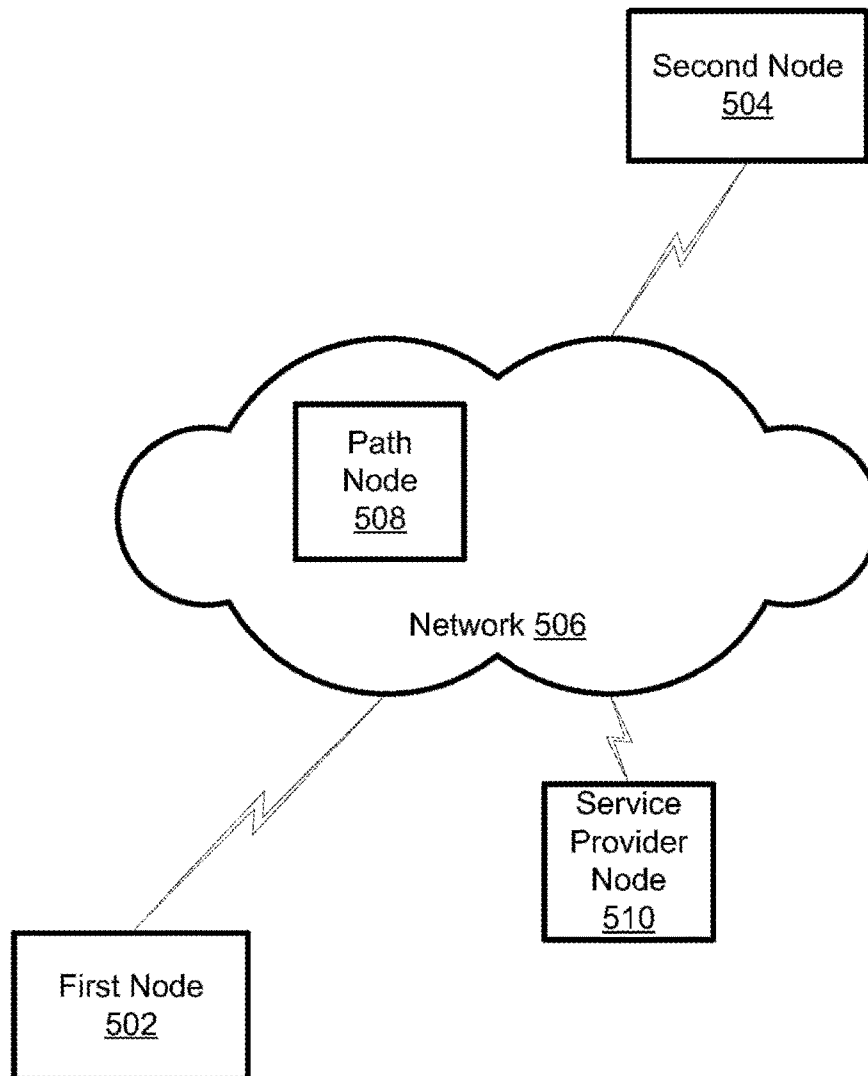 Second Node
504
Path
Node
508
Network 506
Service
Provider
Node
510
First Node
502